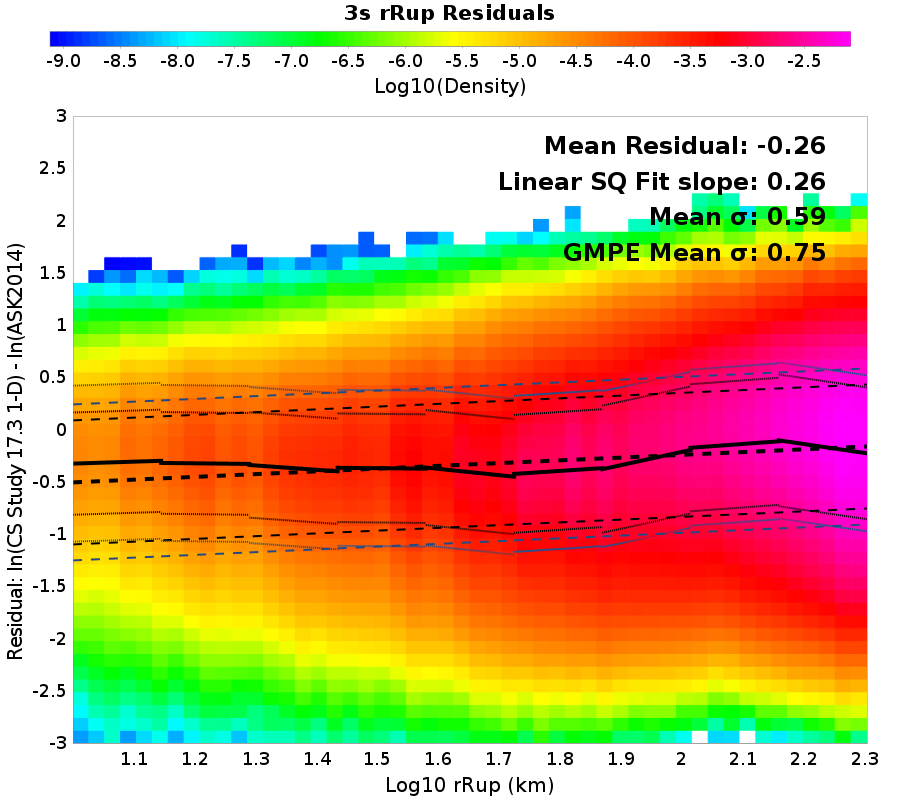 3s rRup Residuals
-9.0 -8.5 -8.0 -7.5 -7.0 -6.5 -6.0 -5.5 -5.0 -4.5 -4.0 -3.5 -3.0 -2.5
Log10(Density)
Mean Residual: -0.26
Linear SQ Fit slope: 0.26
Mean σ: 0.59
GMPE Mean σ: 0.75
Residual: ln(CS Study 17.3 1-D) - ln(ASK2014)
3
2.5
2
1.5
1
0.5
0
-0.5
-1
-1.5
-2
-2.5
-3
1.1 1.2 1.3 1.4 1.5 1.6 1.7 1.8 1.9 2 2.1 2.2 2.3
Log10 rRup (km)